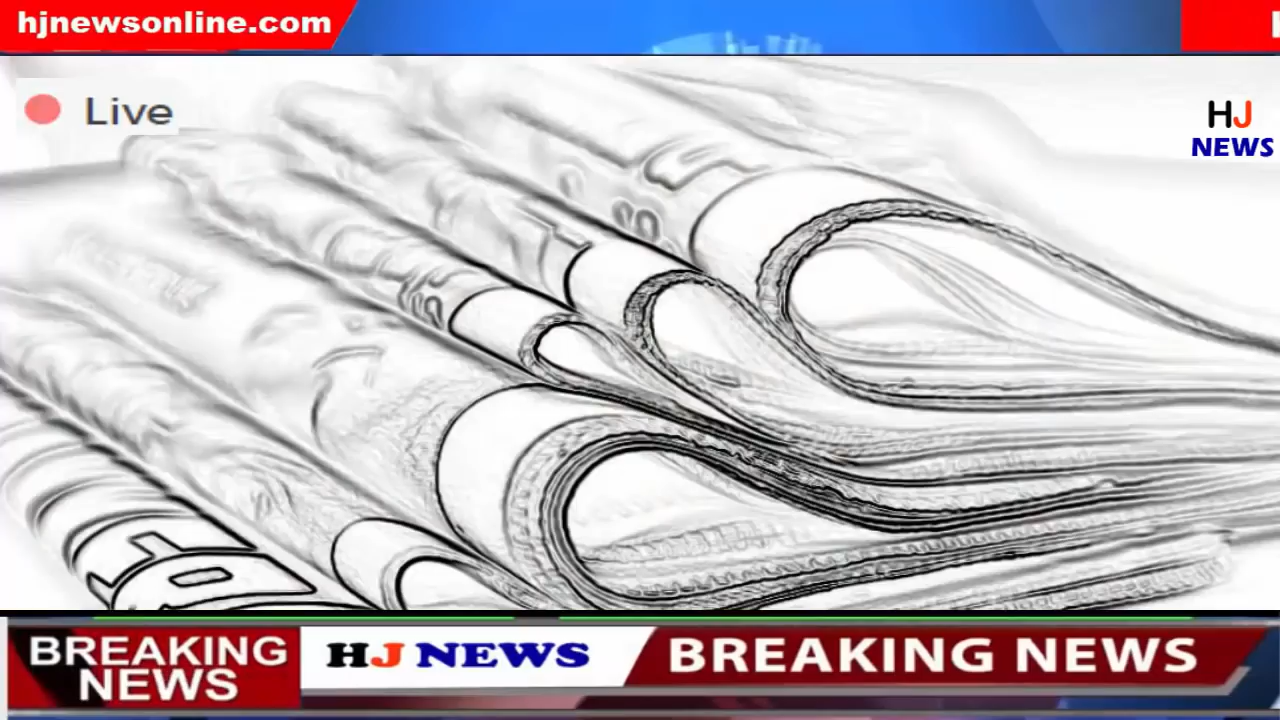 hjnewsonline.com
Live
HJ
NEWS
BREAKING
NEWS
HJ NEWS
BREAKING NEWS